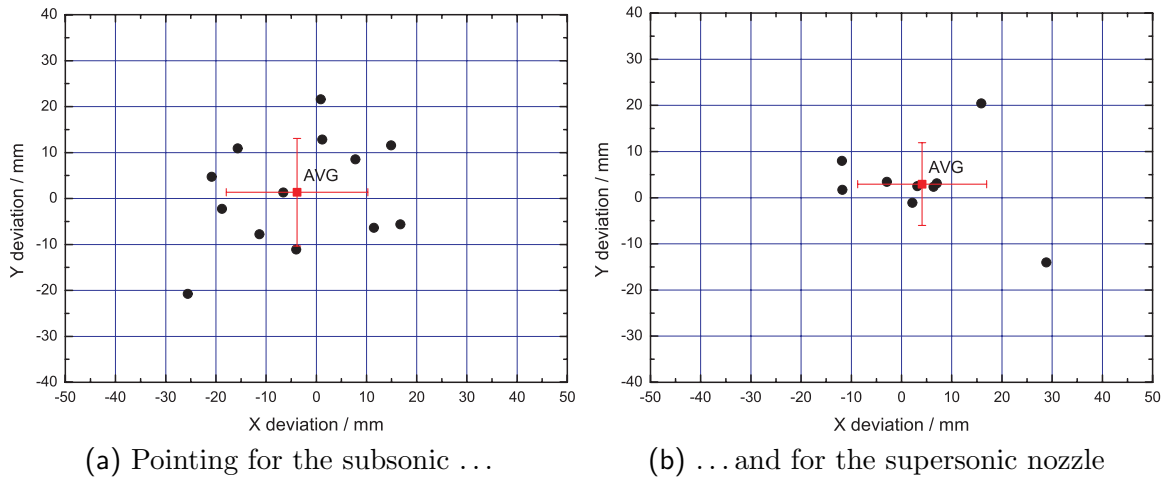 40
30
20
10
0
-10
-20
-30
-40
Y deviation / mm
AVG
-50 -40 -30 -20 -10 0 10 20 30 40 50
X deviation / mm
(a) Pointing for the subsonic ...
40
30
20
10
0
-10
-20
-30
-40
Y deviation / mm
AVG
-50 -40 -30 -20 -10 0 10 20 30 40 50
X deviation / mm
(b) ... and for the supersonic nozzle